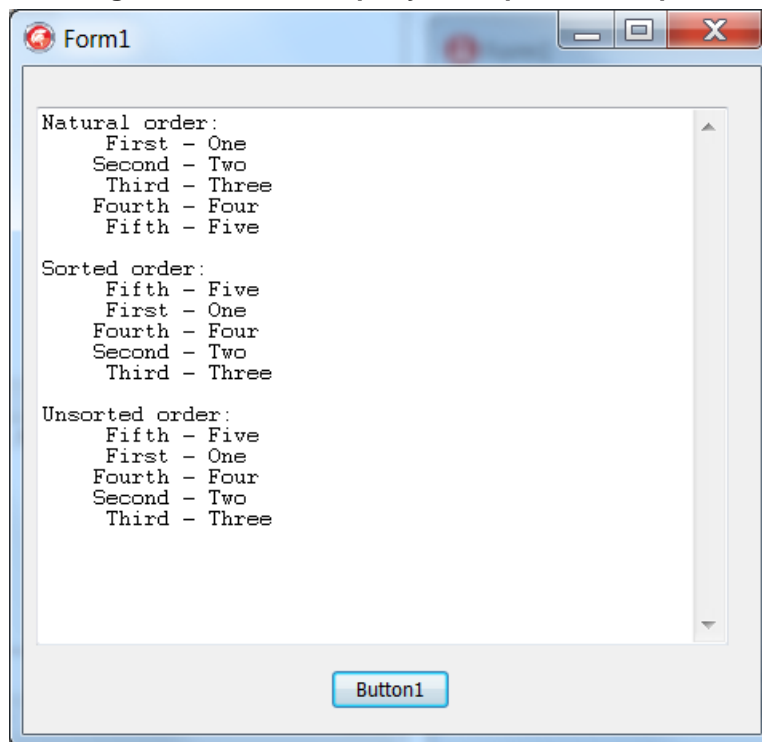 Form1
Natural order:
First - One
Second - Two
Third - Three
Fourth - Four
Fifth - Five
Sorted order:
Fifth - Five
First - One
Fourth - Four
Second - Two
Third - Three
Unsorted order:
Fifth - Five
First - One
Fourth - Four
Second - Two
Third - Three
Button1